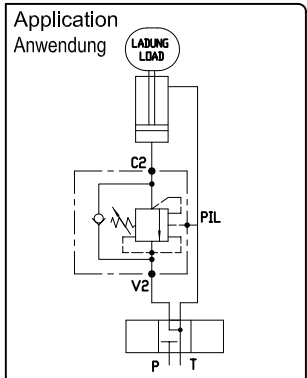 Application
Anwendung
LADUNG
LOAD
C2
PIL
V2
P T